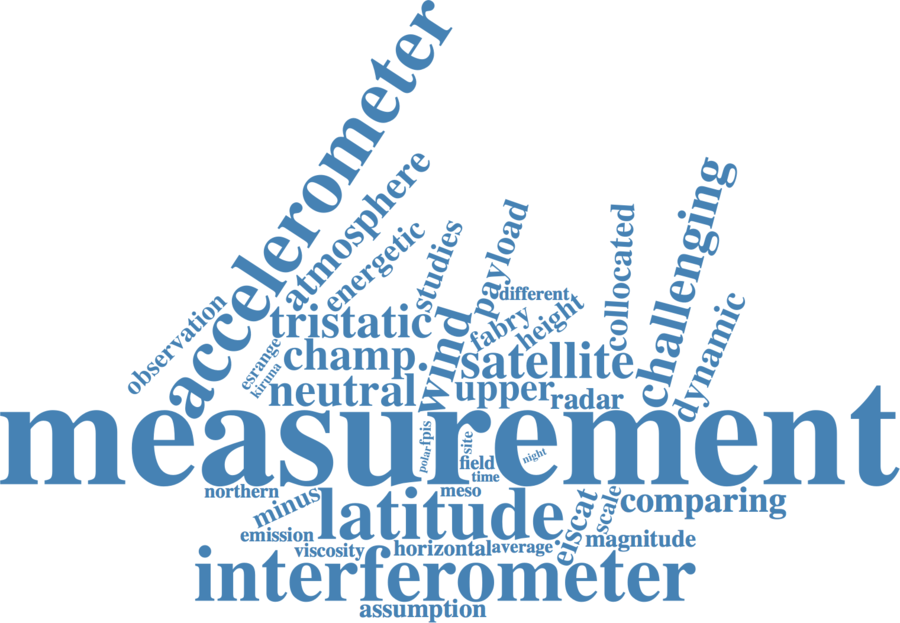 accelerometer
atmosphere
energetic
observation
studies
payload
different
collocated
challenging
dynamic
tristatic
wind
fabry
height
esrange
kiruna
champ
satellite
neutral
upper
radar
measurement
polar
fpis
site
field
time
night
northern
minus
meso
latitude
eiscat
scale
comparing
emission
viscosity
horizontal
average
magnitude
interferometer
assumption